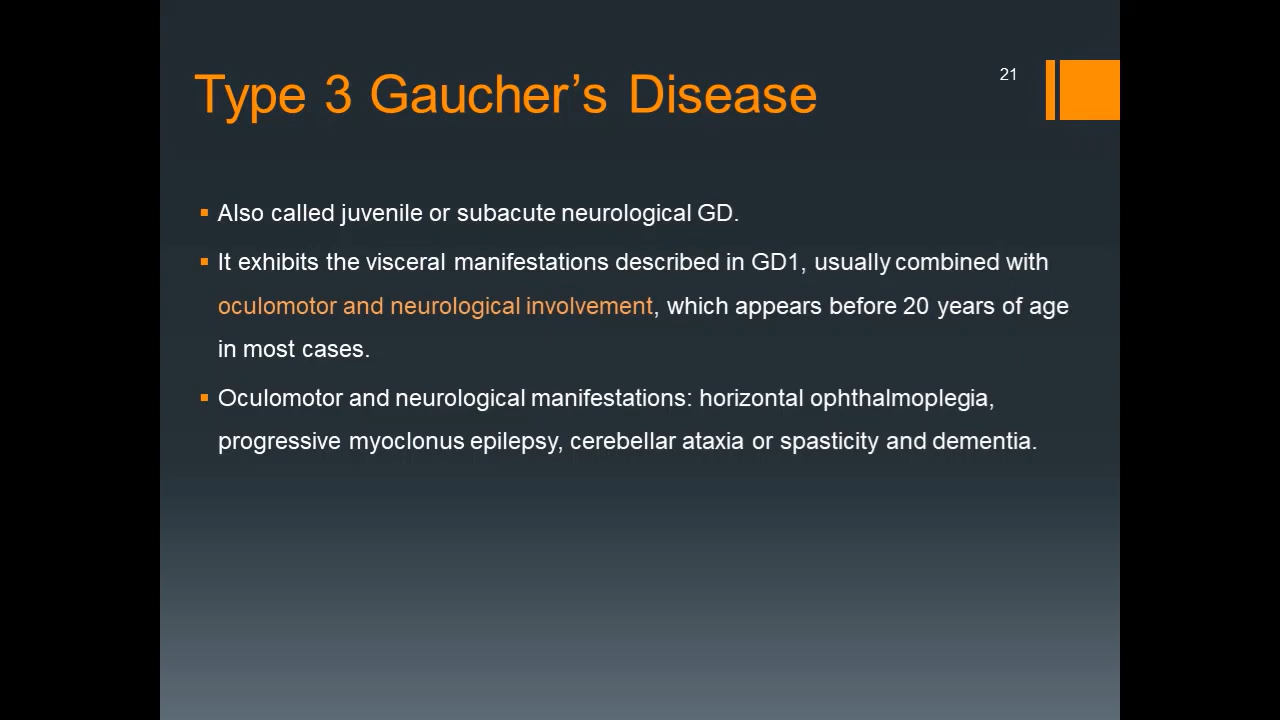 Type 3 Gaucher’s Disease
21
Also called juvenile or subacute neurological GD.
It exhibits the visceral manifestations described in GD1, usually combined with
oculomotor and neurological involvement, which appears before 20 years of age
in most cases.
Oculomotor and neurological manifestations: horizontal ophthalmoplegia,
progressive myoclonus epilepsy, cerebellar ataxia or spasticity and dementia.